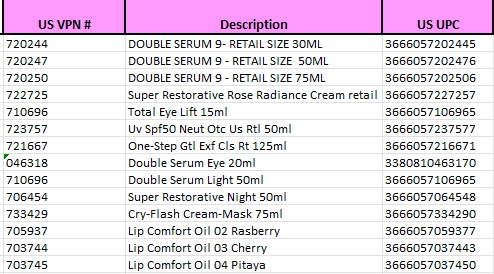 US VPN # Description US UPC
720244 DOUBLE SERUM 9- RETAIL SIZE 30ML 3666057202445
720247 DOUBLE SERUM 9 - RETAIL SIZE  50ML 3666057202476
720250 DOUBLE SERUM 9 - RETAIL SIZE 75ML 3666057202506
722725 Super Restorative Rose Radiance Cream retail 3666057227257
710696 Total Eye Lift 15ml 3666057106965
723757 Uv Spf50 Neut Otc Us Rtl 50ml 3666057237577
721667 One-Step Gtl Exf Cls Rt 125ml 3666057216671
046318 Double Serum Eye 20ml 3380810463170
710696 Double Serum Light 50ml 3666057106965
706454 Super Restorative Night 50ml 3666057064548
733429 Cry-Flash Cream-Mask 75ml 3666057334290
705937 Lip Comfort Oil 02 Rasberry 3666057059377
703744 Lip Comfort Oil 03 Cherry 3666057037443
703745 Lip Comfort Oil 04 Pitaya 3666057037450